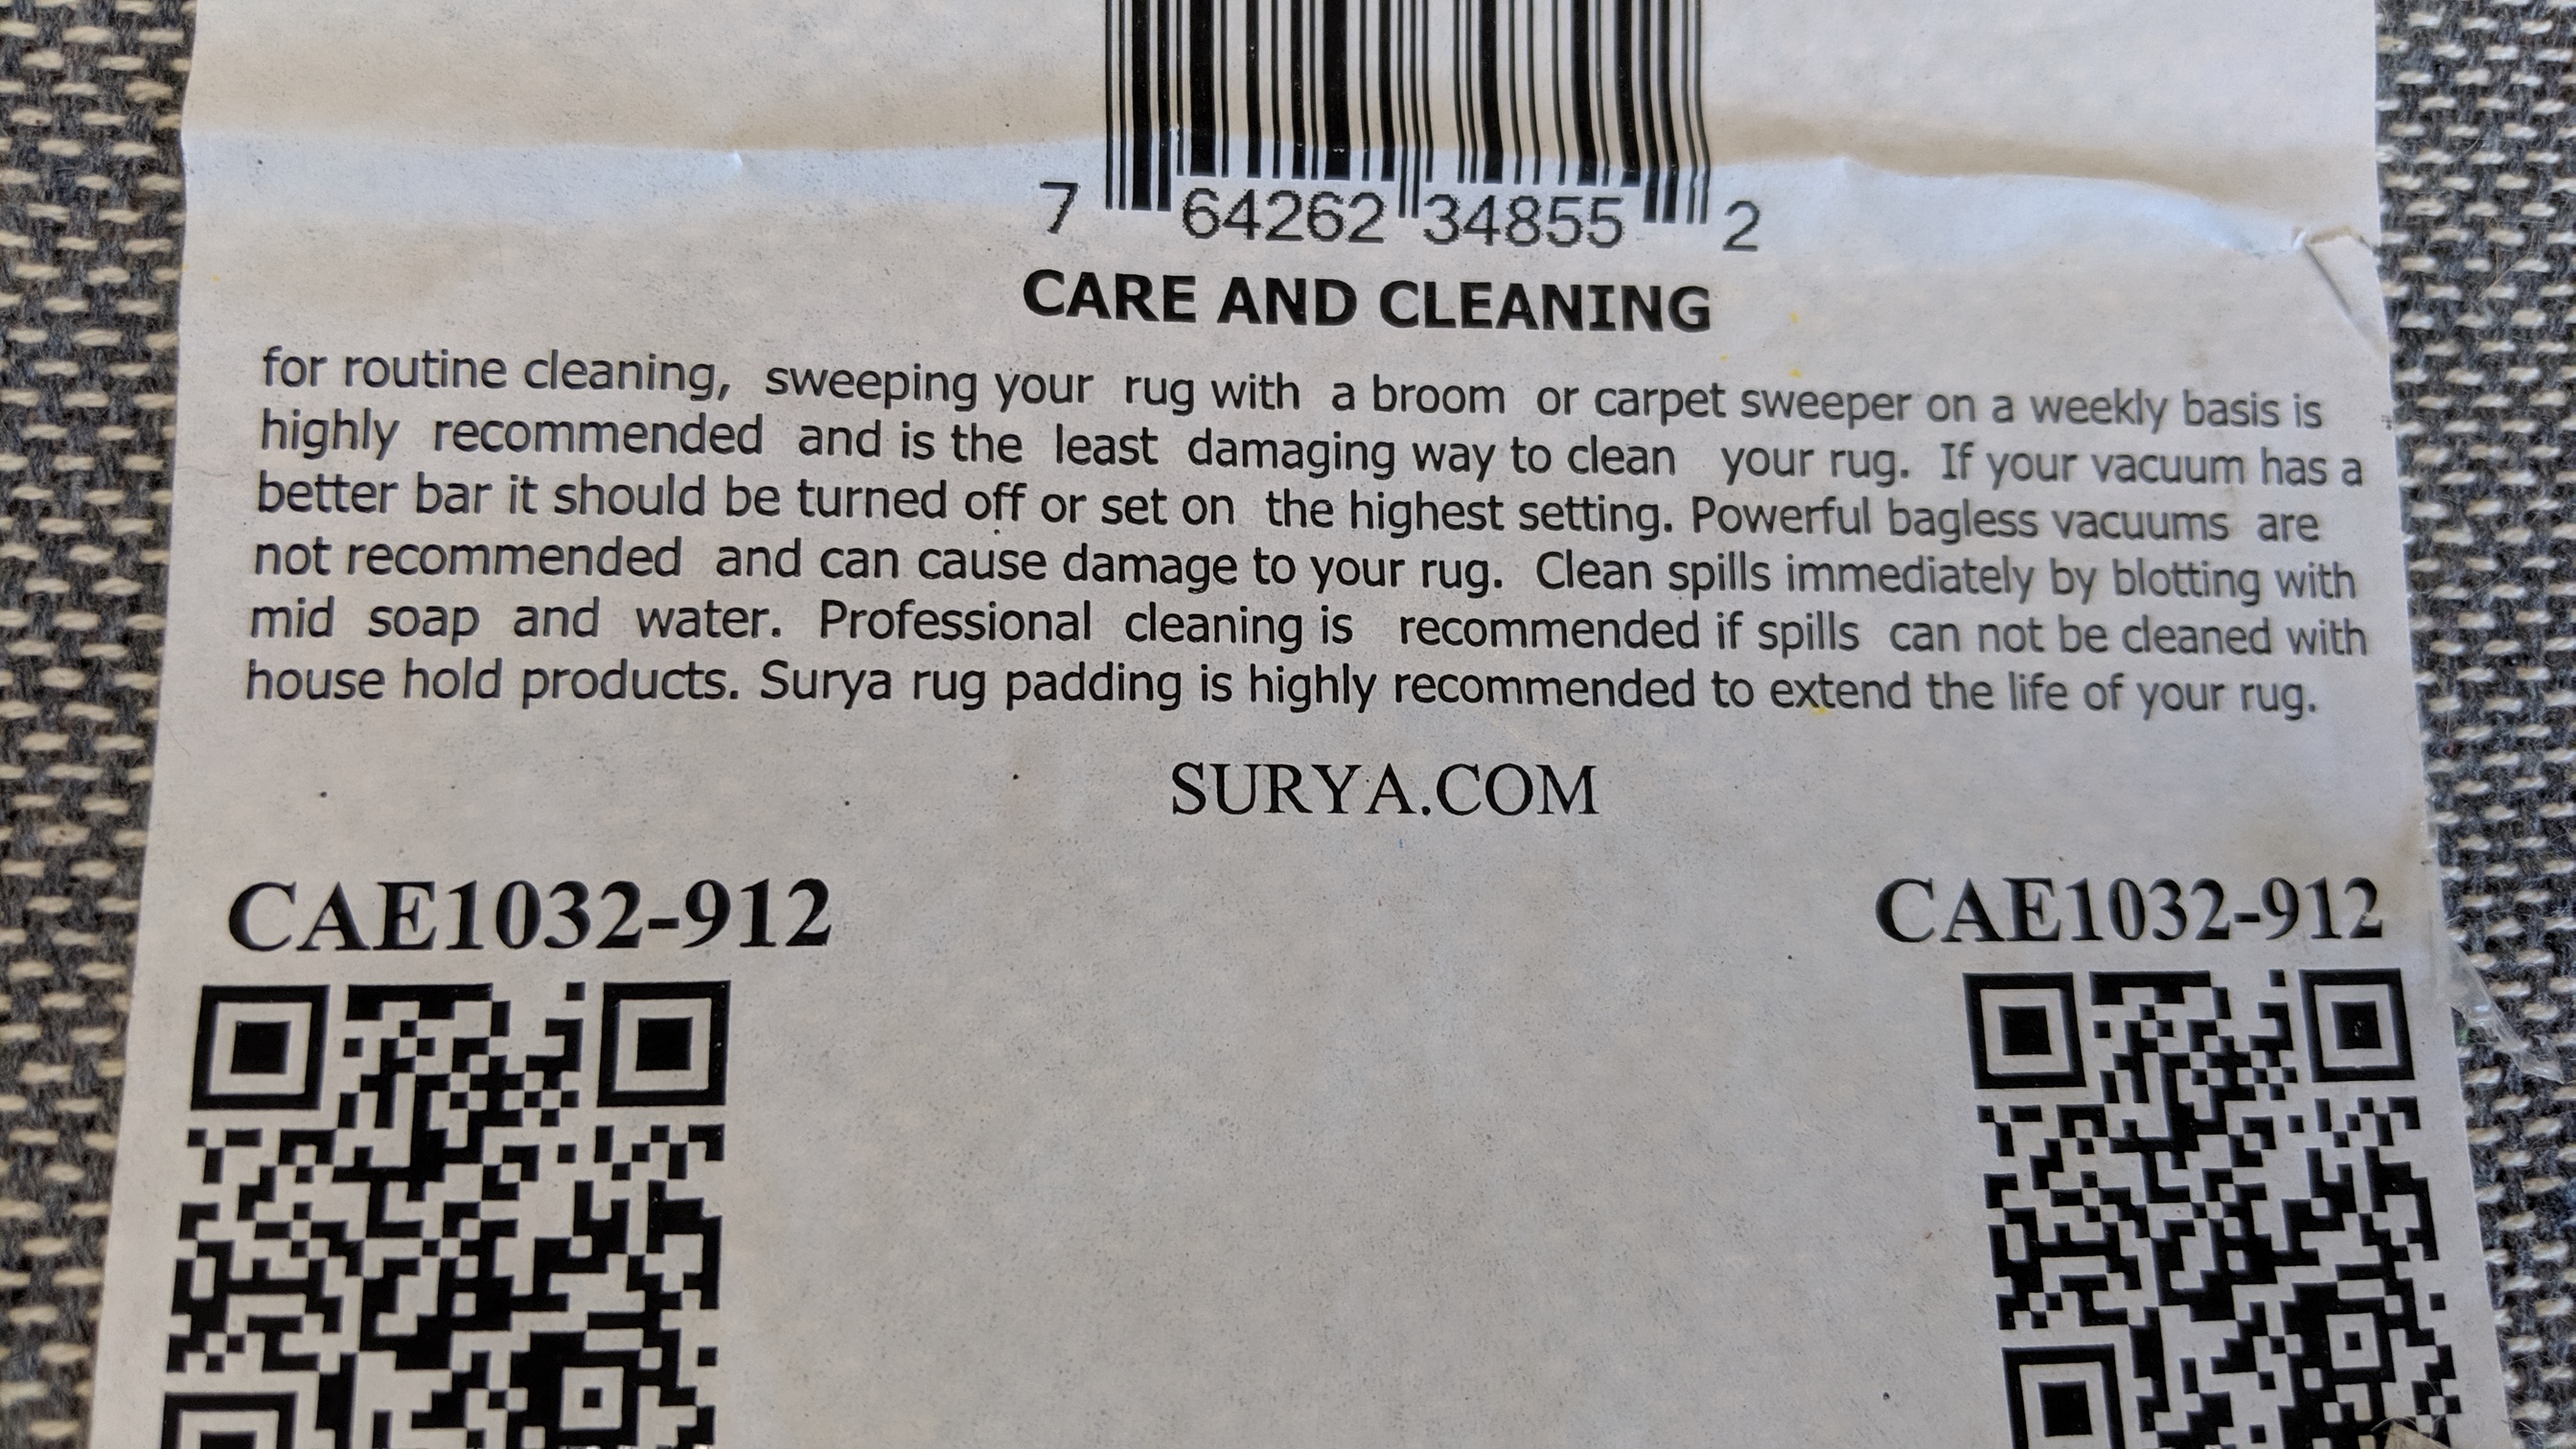 7 64262 34855 2
CARE AND CLEANING
for routine cleaning, sweeping your rug with a broom or carpet sweeper on a weekly basis is
highly recommended and is the least damaging way to clean your rug. If your vacuum has a
better bar it should be turned off or set on the highest setting. Powerful bagless vacuums are
not recommended and can cause damage to your rug. Clean spills immediately by blotting with
mid soap and water. Professional cleaning is recommended if spills can not be cleaned with
house hold products. Surya rug padding is highly recommended to extend the life of your rug.
SURYA.COM
CAE1032-912 CAE1032-912